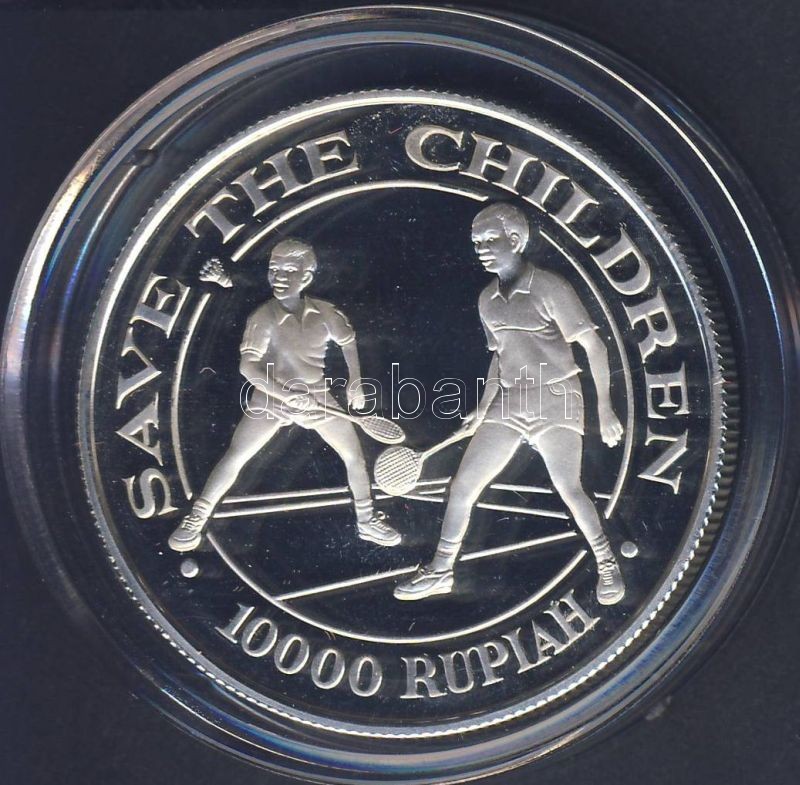 SAVE THE CHILDREN
darabanth
10000 RUPIAH